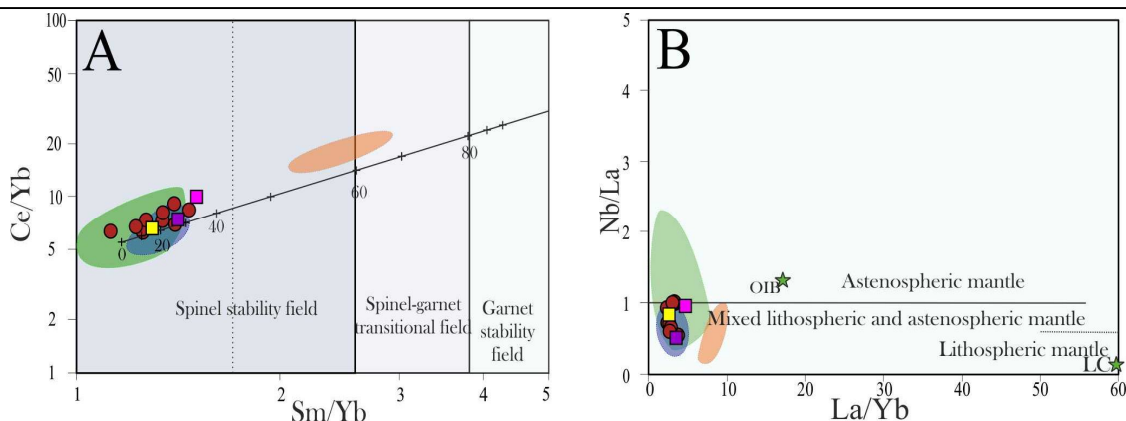 A
100
50
20
10
5
2
1
Ce/Yb
0
20
40
60
80
Spinel stability field
Spinel-garnet
transitional field
Garnet
stability
field
1
2
3
4
5
Sm/Yb
B
5
4
3
2
1
0
Nb/La
OIB
Astenospheric mantle
Mixed lithospheric and astenospheric mantle
Lithospheric mantle
LC
0
10
20
30
40
50
60
La/Yb